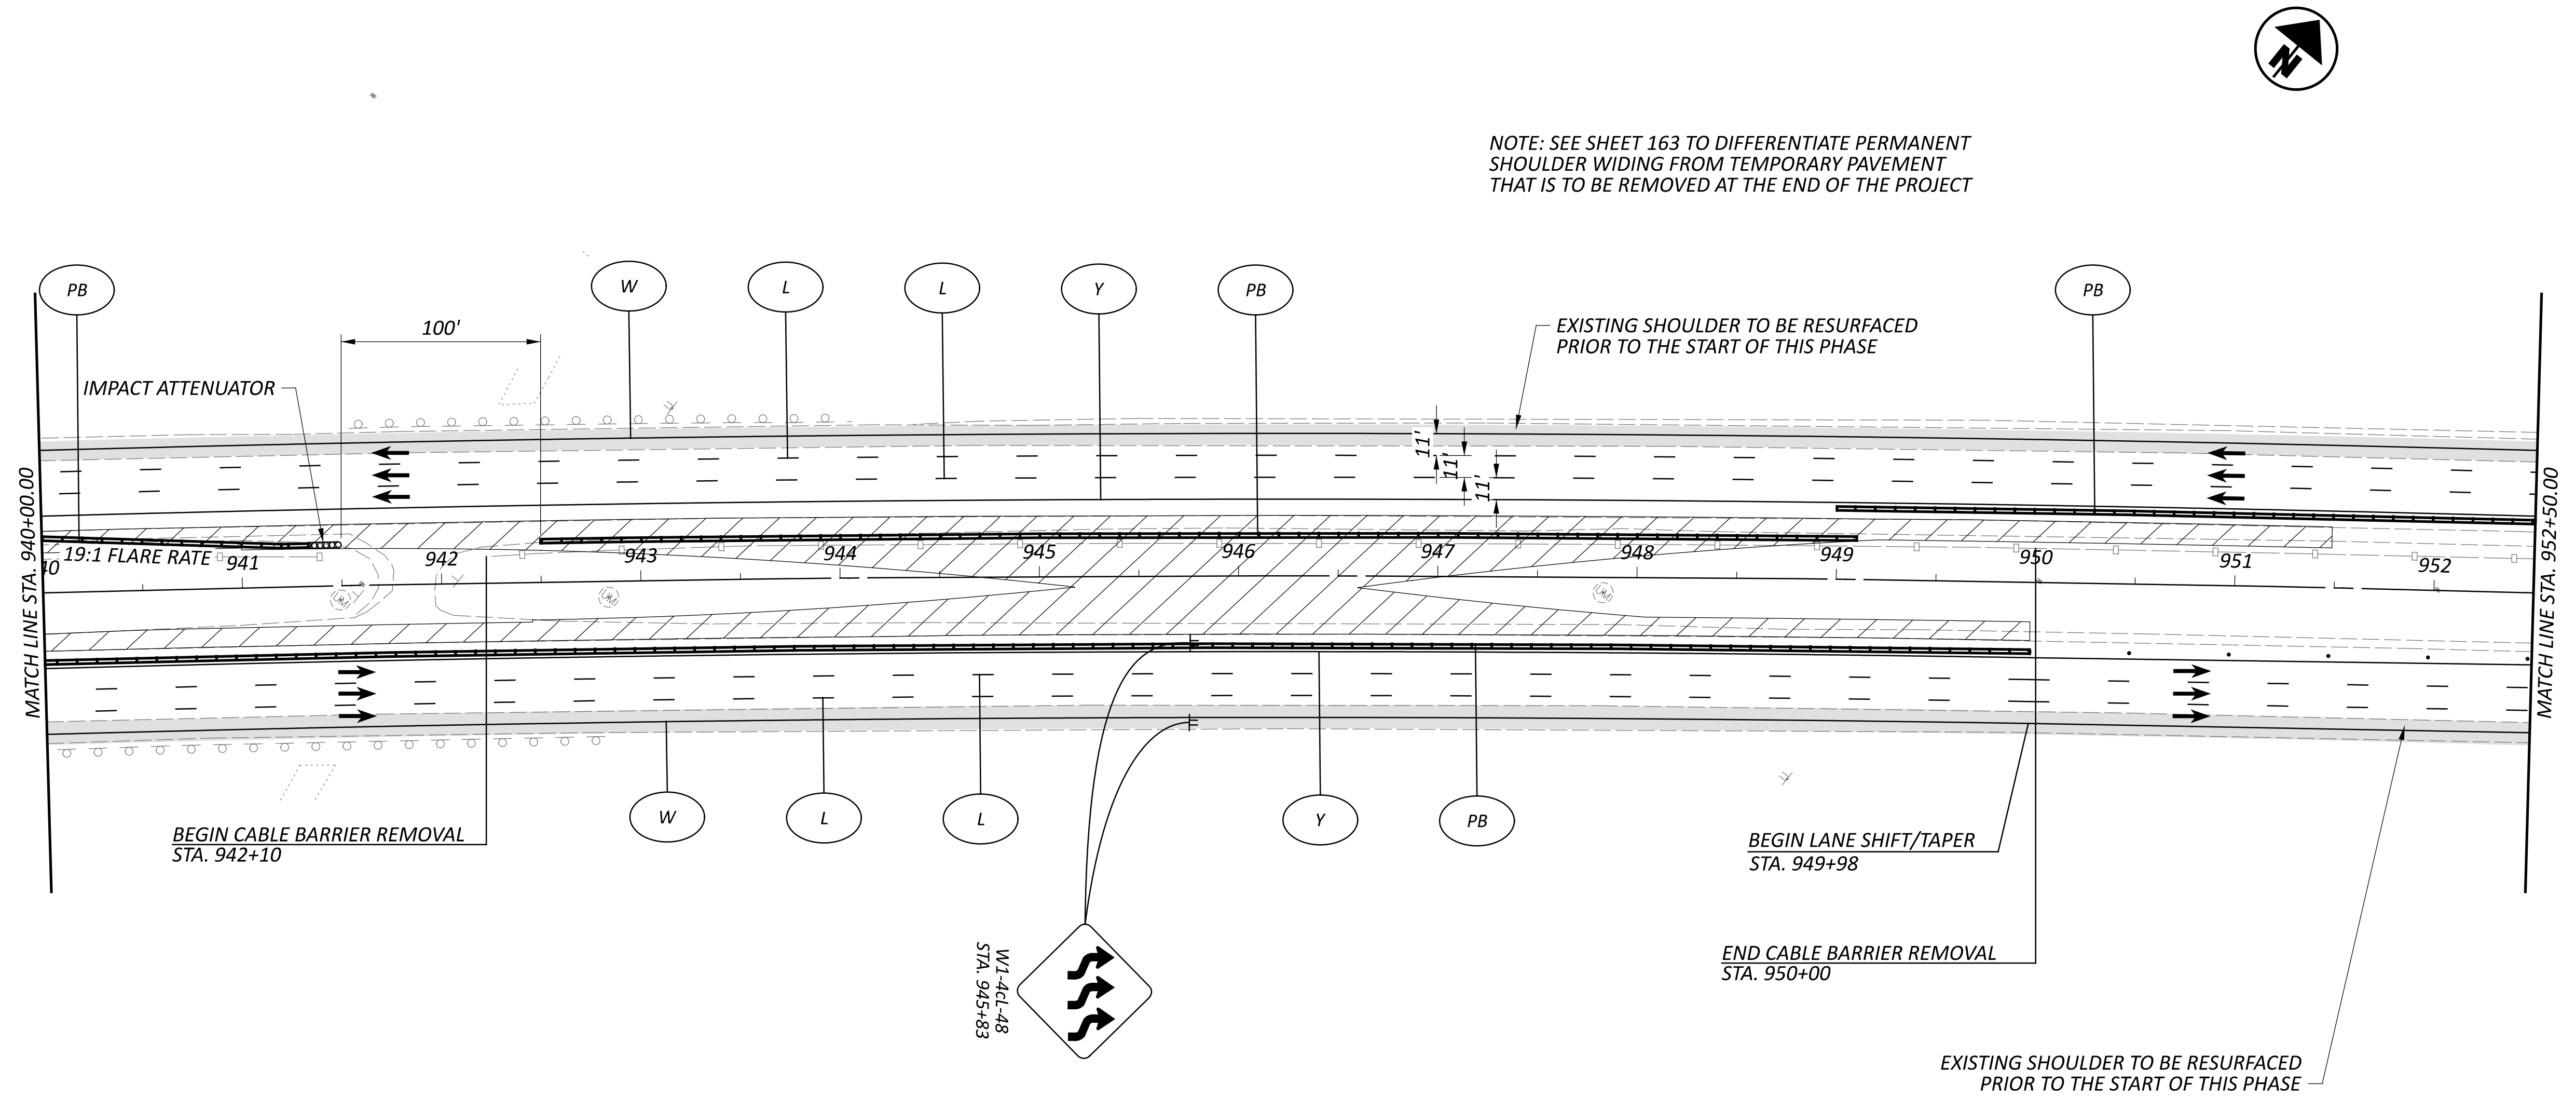 N
NOTE: SEE SHEET 163 TO DIFFERENTIATE PERMANENT
SHOULDER WIDING FROM TEMPORARY PAVEMENT
THAT IS TO BE REMOVED AT THE END OF THE PROJECT
PB
W
L
L
Y
PB
PB
100'
EXISTING SHOULDER TO BE RESURFACED
PRIOR TO THE START OF THIS PHASE
IMPACT ATTENUATOR
11'
11'
11'
MATCH LINE STA. 940+00.00
MATCH LINE STA. 952+50.00
19:1 FLARE RATE
40
941
942
943
944
945
946
947
948
949
950
951
952
UM
UM
UM
W
L
L
Y
PB
BEGIN CABLE BARRIER REMOVAL
STA. 942+10
BEGIN LANE SHIFT/TAPER
STA. 949+98
W1-4cL-48
STA. 945+83
END CABLE BARRIER REMOVAL
STA. 950+00
EXISTING SHOULDER TO BE RESURFACED
PRIOR TO THE START OF THIS PHASE